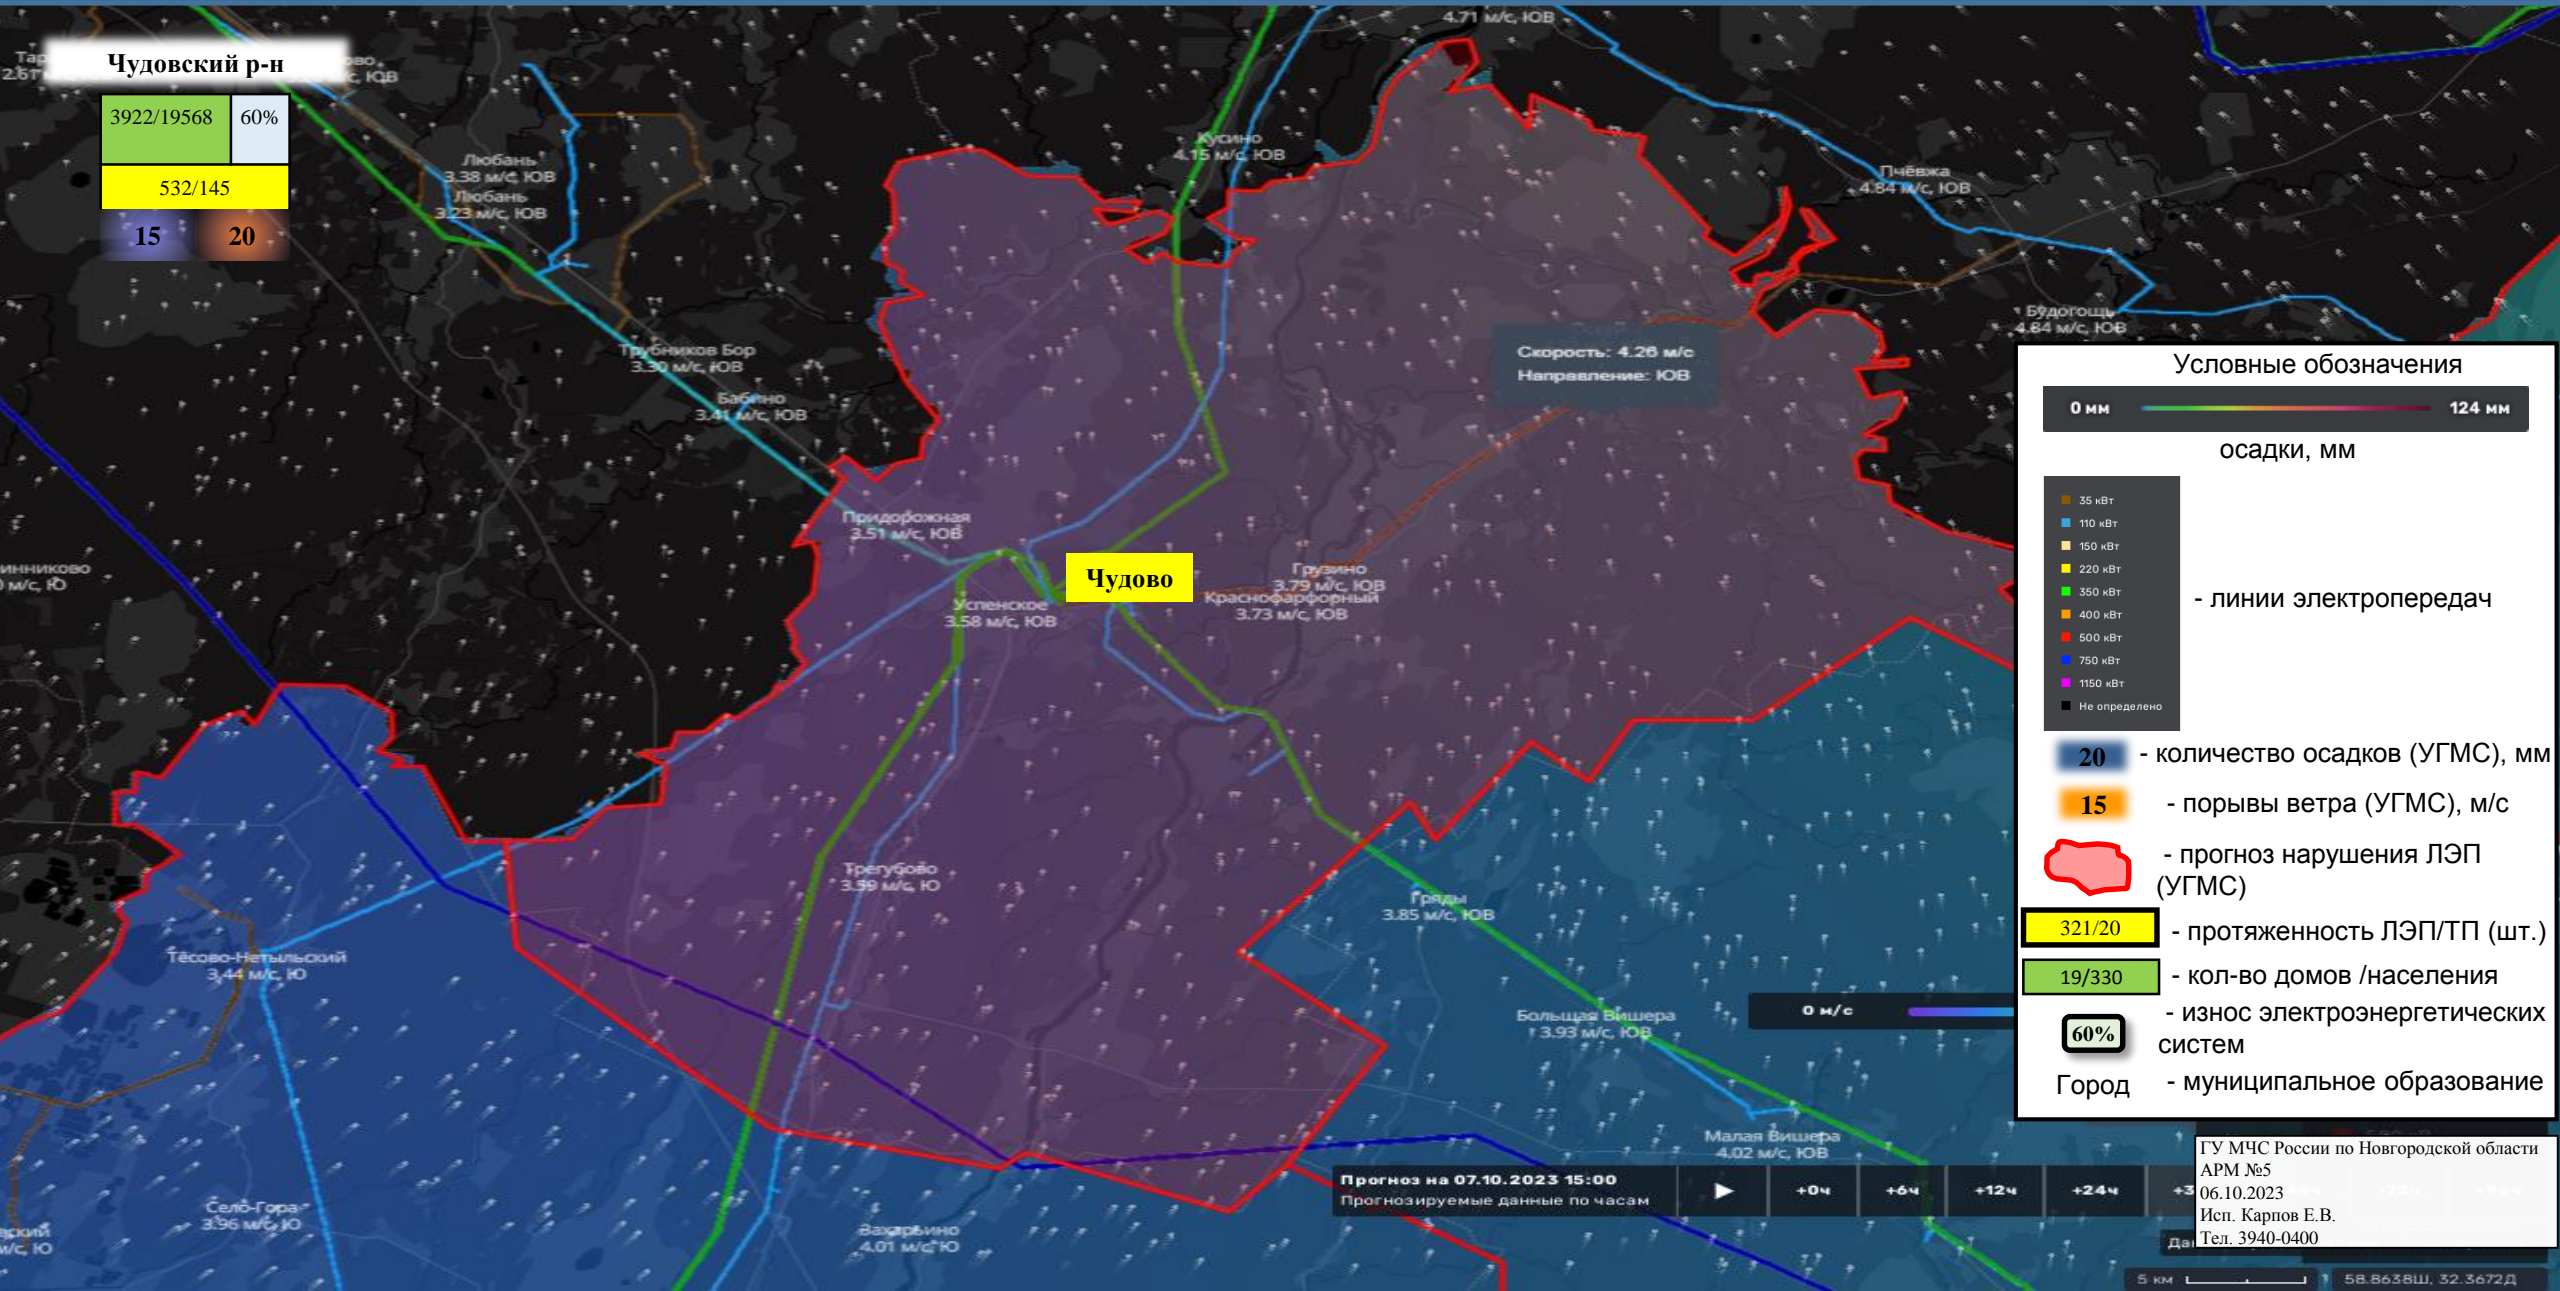 4.71 м/с, ЮВ
Чудовский р-н
3922/19568
60%
532/145
15
20
Любань
3.38 м/с, ЮВ
Любань
3.23 м/с, ЮВ
Кусино
4.15 м/с, ЮВ
Пчёвжа
4.84 м/с, ЮВ
Будогощь
4.84 м/с, ЮВ
Трубников Бор
3.30 м/с, ЮВ
Бабино
3.41 м/с, ЮВ
Скорость: 4.26 м/с
Направление: ЮВ
Придорожная
3.51 м/с, ЮВ
Чудово
Грузино
3.79 м/с, ЮВ
Краснофарфорный
3.73 м/с, ЮВ
Успенское
3.58 м/с, ЮВ
Трегубово
3.59 м/с, Ю
Гряды
3.85 м/с, ЮВ
Тёсово-Нетыльский
3,44 м/с, Ю
Большая Вишера
3.93 м/с, ЮВ
0 м/с
Малая Вишера
4.02 м/с, ЮВ
Село-Гора
3.96 м/с, Ю
Захарьино
4.01 м/с, Ю
Условные обозначения
0 мм
124 мм
осадки, мм
35 кВт
110 кВт
150 кВт
220 кВт
350 кВт
400 кВт
500 кВт
750 кВт
1150 кВт
Не определено
- линии электропередач
20 - количество осадков (УГМС), мм
15 - порывы ветра (УГМС), м/с
- прогноз нарушения ЛЭП
(УГМС)
321/20 - протяженность ЛЭП/ТП (шт.)
19/330 - кол-во домов /населения
60% - износ электроэнергетических
систем
Город - муниципальное образование
Прогноз на 07.10.2023 15:00
Прогнозируемые данные по часам
+0ч
+6ч
+12ч
+24ч
ГУ МЧС России по Новгородской области
АРМ №5
06.10.2023
Исп. Карпов Е.В.
Тел. 3940-0400
5 км
58.8638Ш, 32.3672Д